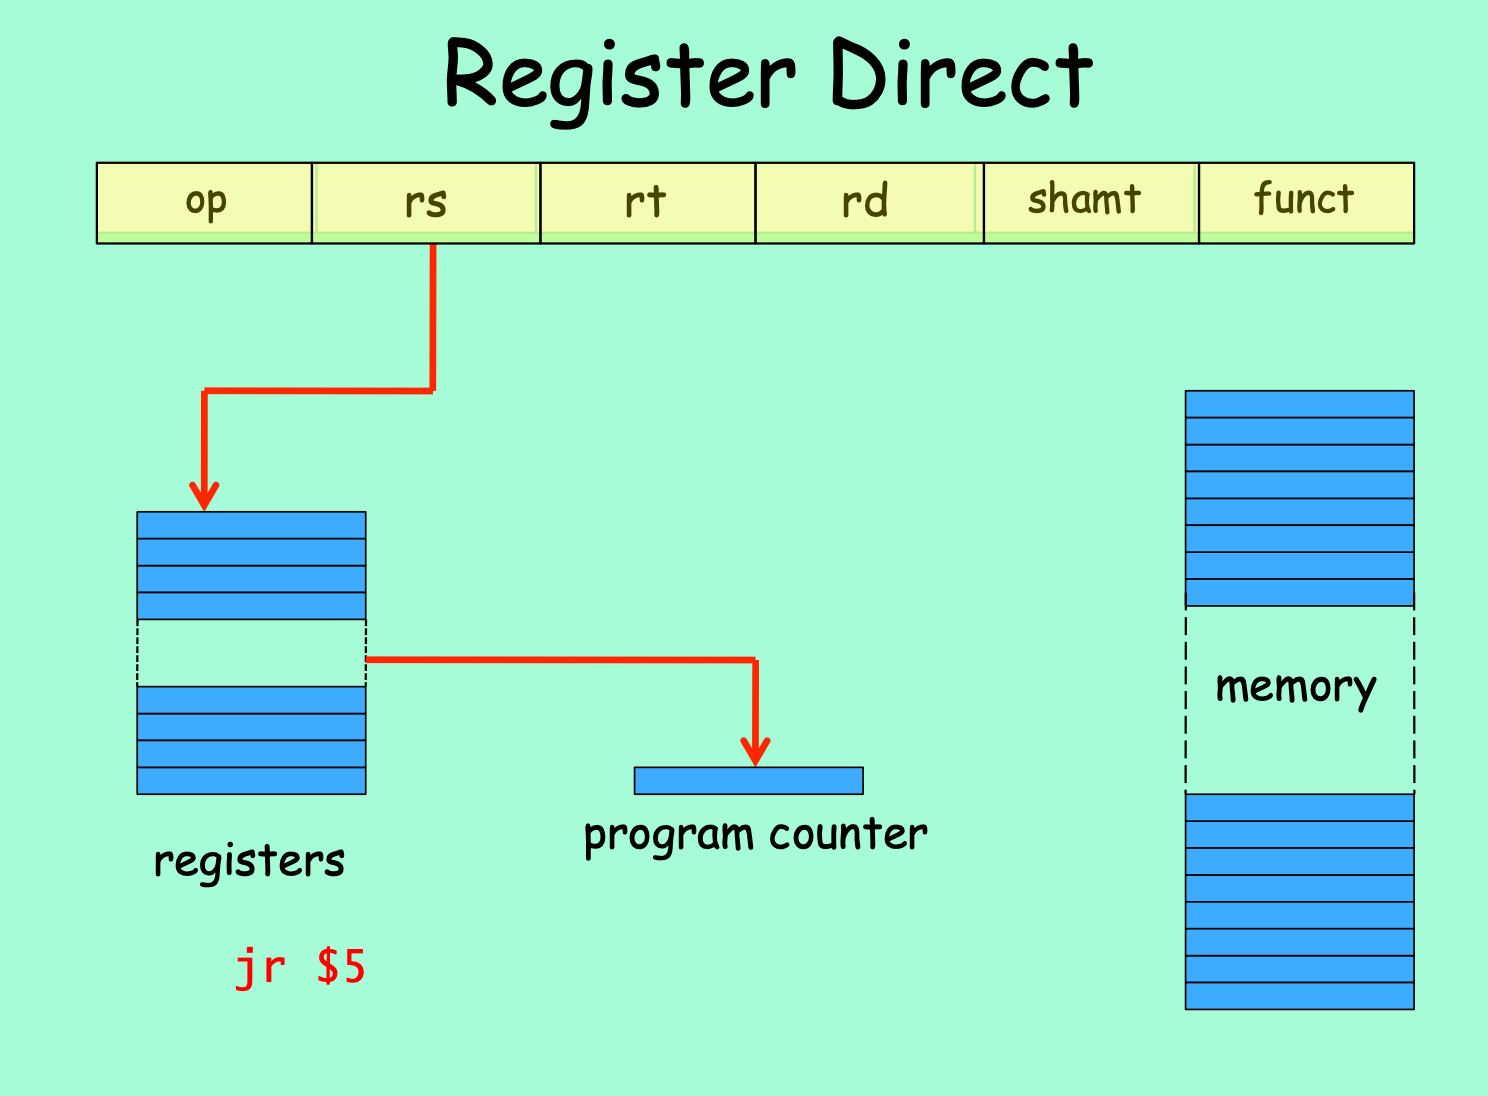 Register Direct
op rs rt rd shamt funct
memory
program counter
registers
jr $5